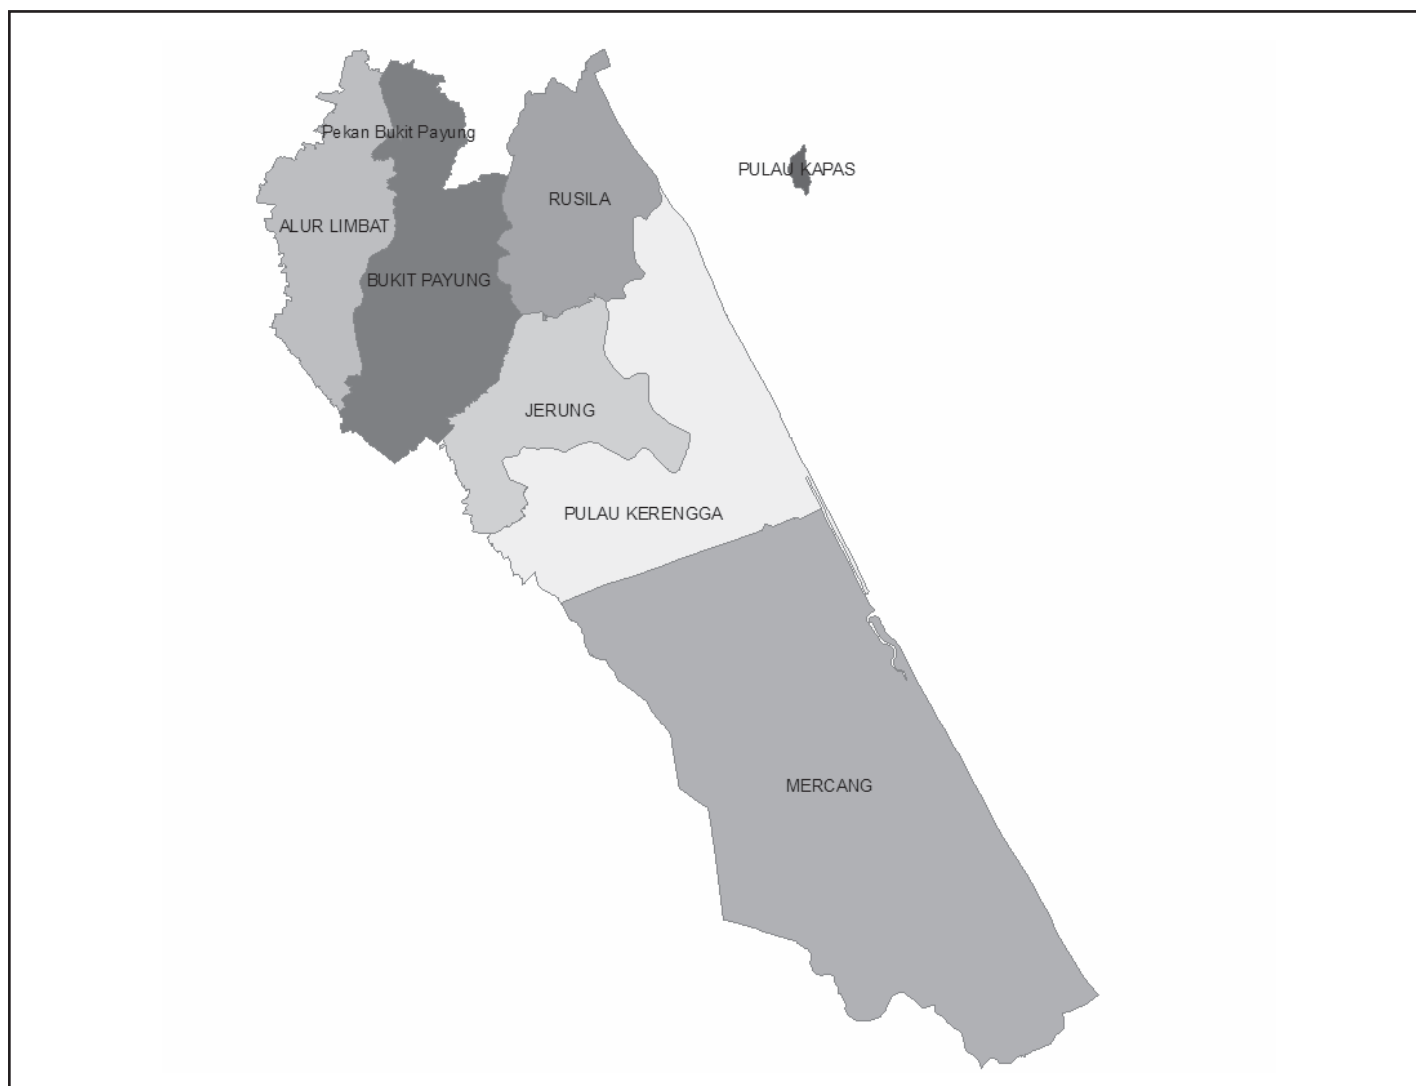 Pekan Bukit Payung
PULAU KAPAS
RUSILA
ALUR LIMBAT
BUKIT PAYUNG
JERUNG
PULAU KERENGGA
MERCANG